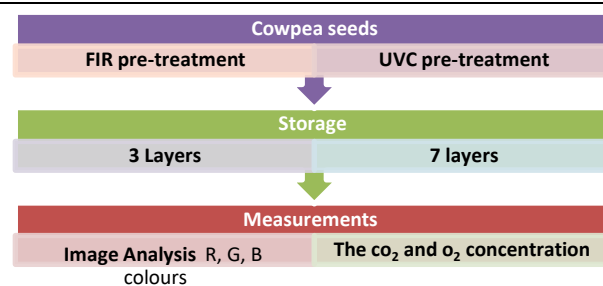 Cowpea seeds
FIR pre-treatment UVC pre-treatment
Storage
3 Layers 7 layers
Measurements
Image Analysis R, G, B colours The co₂ and o₂ concentration